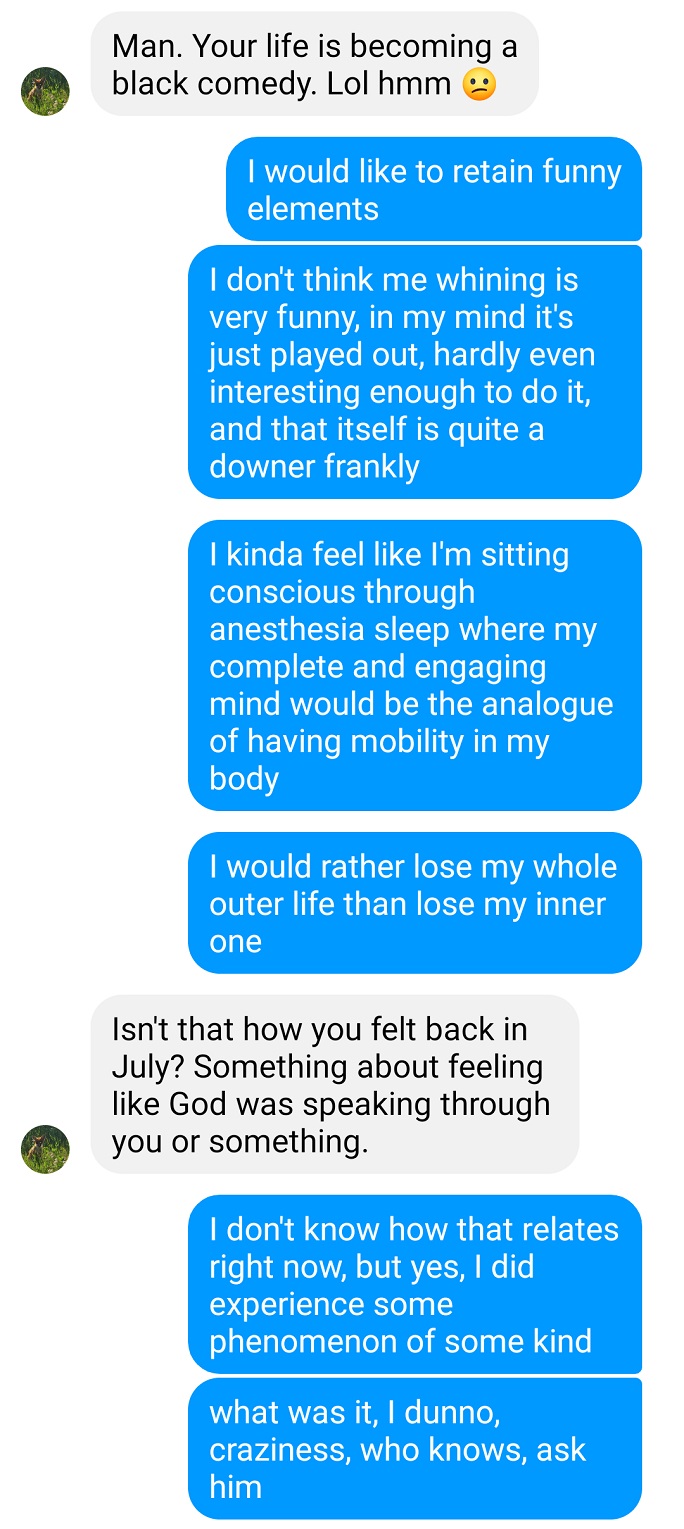 Man. Your life is becoming a
black comedy. Lol hmm 😕
I would like to retain funny
elements
I don't think me whining is
very funny, in my mind it's
just played out, hardly even
interesting enough to do it,
and that itself is quite a
downer frankly
I kinda feel like I'm sitting
conscious through
anesthesia sleep where my
complete and engaging
mind would be the analogue
of having mobility in my
body
I would rather lose my whole
outer life than lose my inner
one
Isn't that how you felt back in
July? Something about feeling
like God was speaking through
you or something.
I don't know how that relates
right now, but yes, I did
experience some
phenomenon of some kind
what was it, I dunno,
craziness, who knows, ask
him